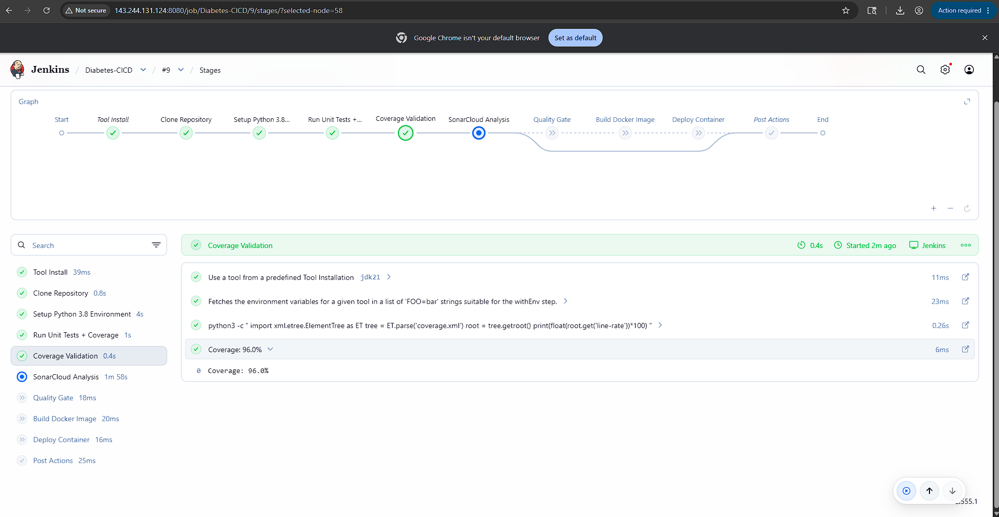 Not secure 143.244.131.124:8080/job/Diabetes-CICD/9/stages/?selected-node=58 Action required
Google Chrome isn't your default browser Set as default
Jenkins / Diabetes-CICD / #9 / Stages
Graph
Start Tool Install Clone Repository Setup Python 3.8... Run Unit Tests +... Coverage Validation SonarCloud Analysis Quality Gate Build Docker Image Deploy Container Post Actions End
Search
Coverage Validation 0.4s Started 2m ago Jenkins
Tool Install 39ms
Clone Repository 0.8s
Setup Python 3.8 Environment 4s
Run Unit Tests + Coverage 1s
Coverage Validation 0.4s
SonarCloud Analysis 1m 58s
Quality Gate 18ms
Build Docker Image 20ms
Deploy Container 16ms
Post Actions 25ms
Use a tool from a predefined Tool Installation jdk21 11ms
Fetches the environment variables for a given tool in a list of 'FOO=bar' strings suitable for the withEnv step. 23ms
python3 -c " import xml.etree.ElementTree as ET tree = ET.parse('coverage.xml') root = tree.getroot() print(float(root.get('line-rate'))*100) " 0.26s
Coverage: 96.0% 6ms
0 Coverage: 96.0%
.555.1